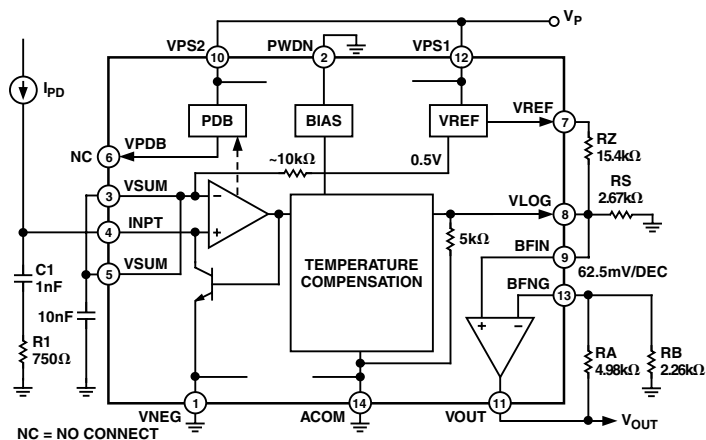 VPS2
PWDN
VPS1
VP
10
2
12
IPD
PDB
BIAS
VREF
VREF
7
NC
6
VPDB
~10kΩ
0.5V
RZ
15.4kΩ
3
VSUM
−
VLOG
8
RS
2.67kΩ
4
INPT
+
5kΩ
BFIN
9
5
VSUM
TEMPERATURE
COMPENSATION
62.5mV/DEC
C1
1nF
BFNG
13
10nF
+
−
R1
750Ω
RA
4.98kΩ
RB
2.26kΩ
1
14
11
VNEG
ACOM
VOUT
VOUT
NC = NO CONNECT